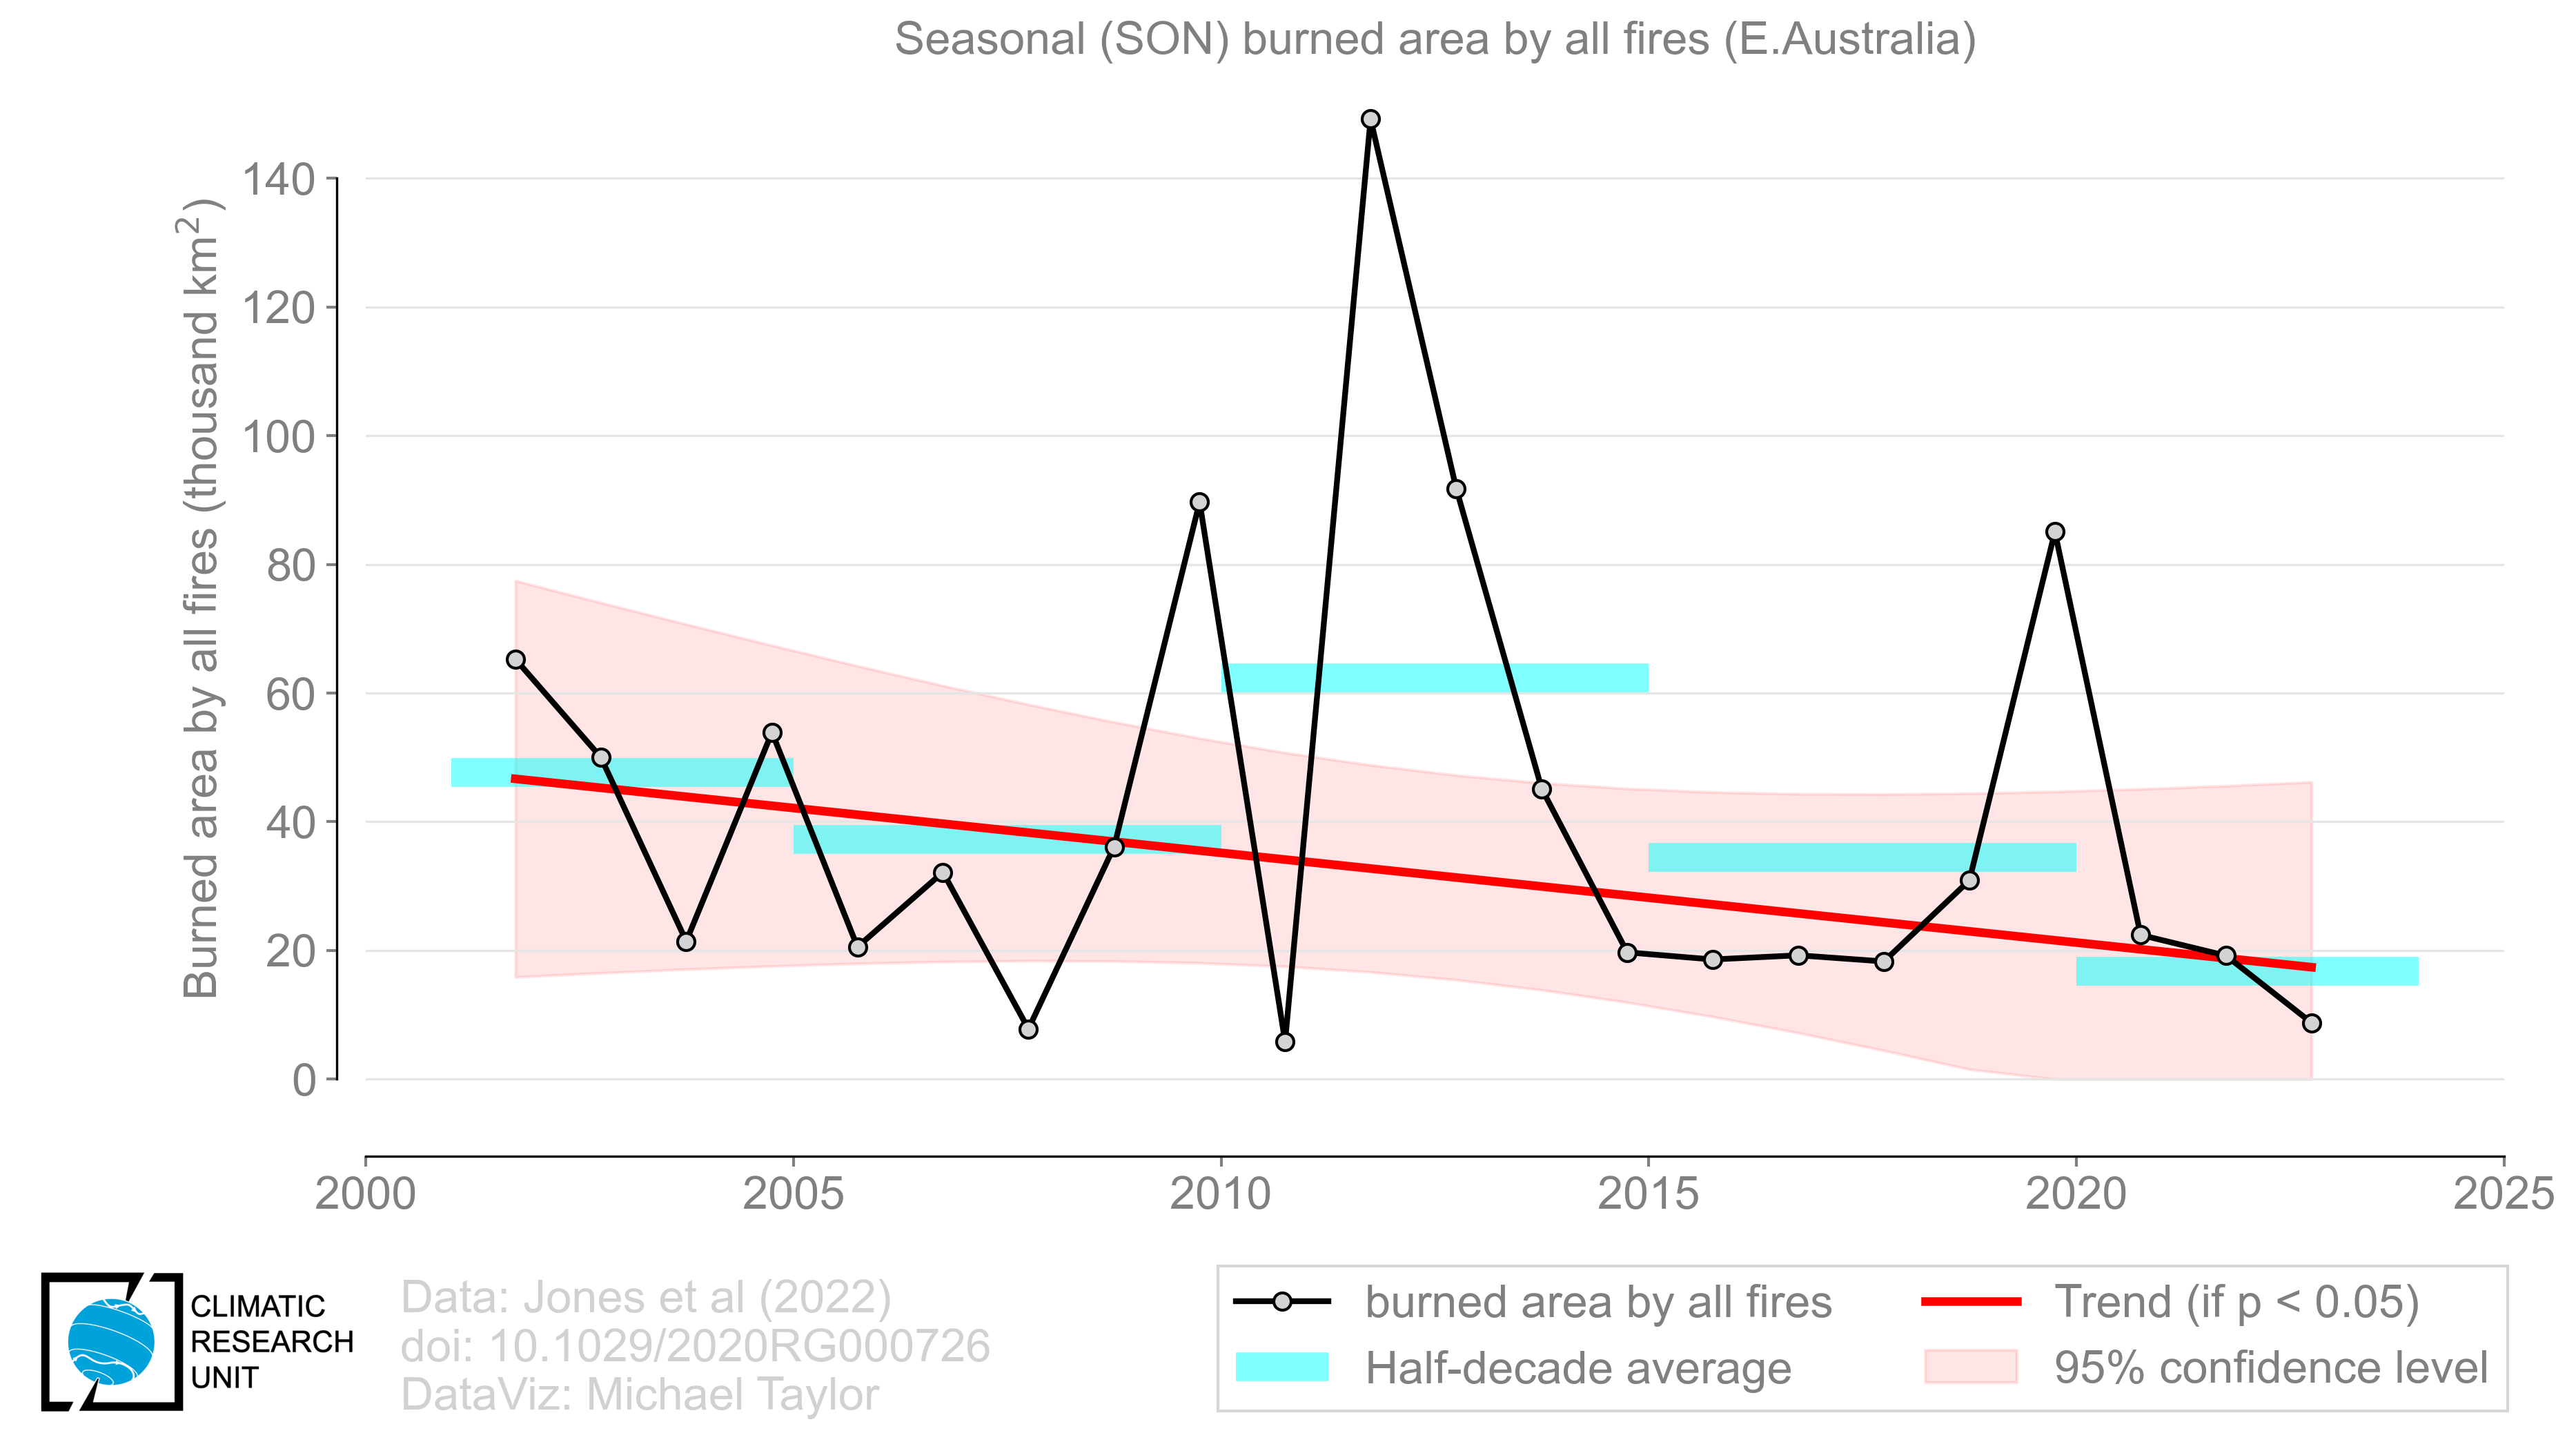 Seasonal (SON) burned area by all fires (E.Australia)
Burned area by all fires (thousand km²)
140
120
100
80
60
40
20
0
2000
2005
2010
2015
2020
2025
CLIMATIC
RESEARCH
UNIT
Data: Jones et al (2022)
doi: 10.1029/2020RG000726
DataViz: Michael Taylor
burned area by all fires
Half-decade average
Trend (if p < 0.05)
95% confidence level